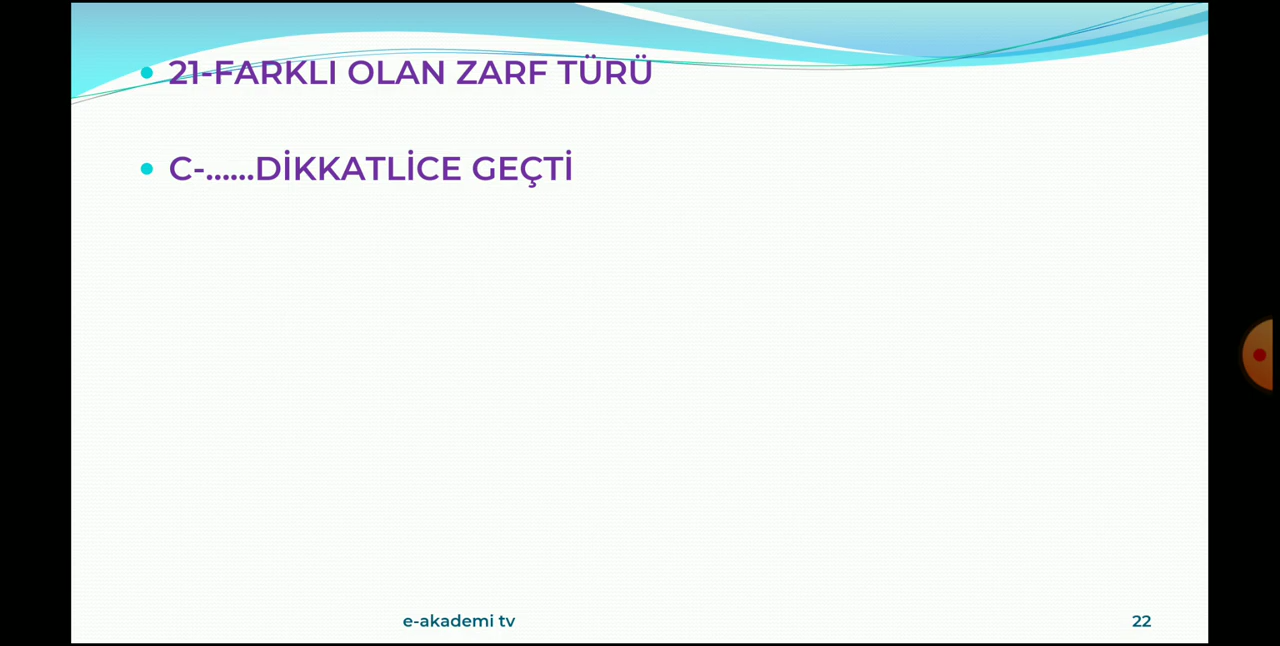 21-FARKLI OLAN ZARF TÜRÜ
C-......DİKKATLİCE GEÇTİ
e-akademi tv
22